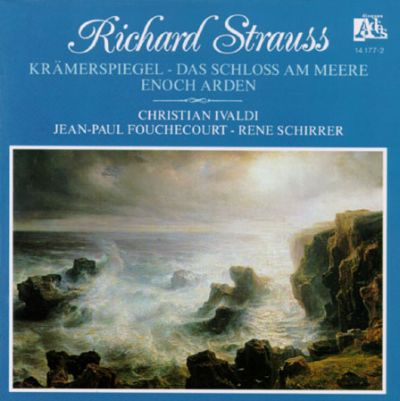 Richard Strauss
Adès
14.177-2
KRÄMERSPIEGEL - DAS SCHLOSS AM MEERE
ENOCH ARDEN
CHRISTIAN IVALDI
JEAN-PAUL FOUCHECOURT - RENE SCHIRRER